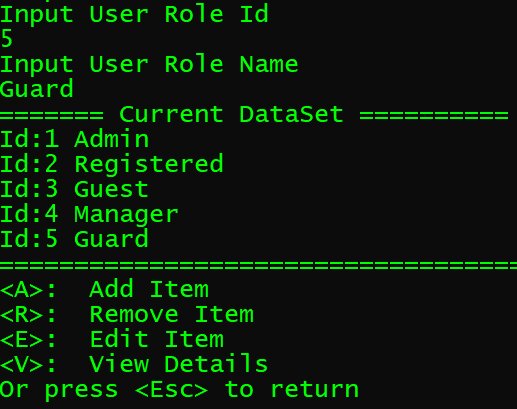 Input User Role Id
5
Input User Role Name
Guard
======= Current DataSet ==========
Id:1 Admin
Id:2 Registered
Id:3 Guest
Id:4 Manager
Id:5 Guard
===================================
<A>:  Add Item
<R>:  Remove Item
<E>:  Edit Item
<V>:  View Details
Or press <Esc> to return